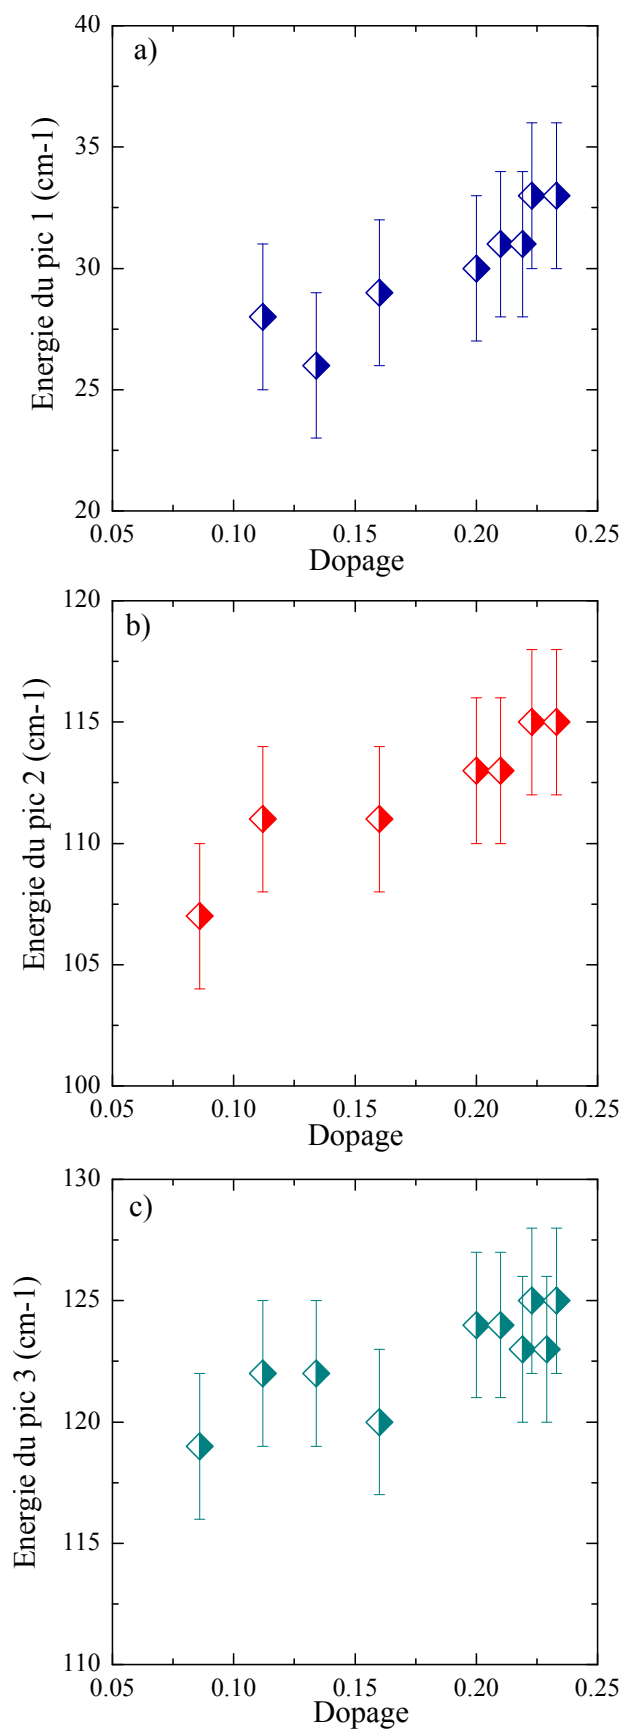 a)
Energie du pic 1 (cm-1)
40
35
30
25
20
0.05 0.10 0.15 0.20 0.25
Dopage
b)
Energie du pic 2 (cm-1)
120
115
110
105
100
0.05 0.10 0.15 0.20 0.25
Dopage
c)
Energie du pic 3 (cm-1)
130
125
120
115
110
0.05 0.10 0.15 0.20 0.25
Dopage